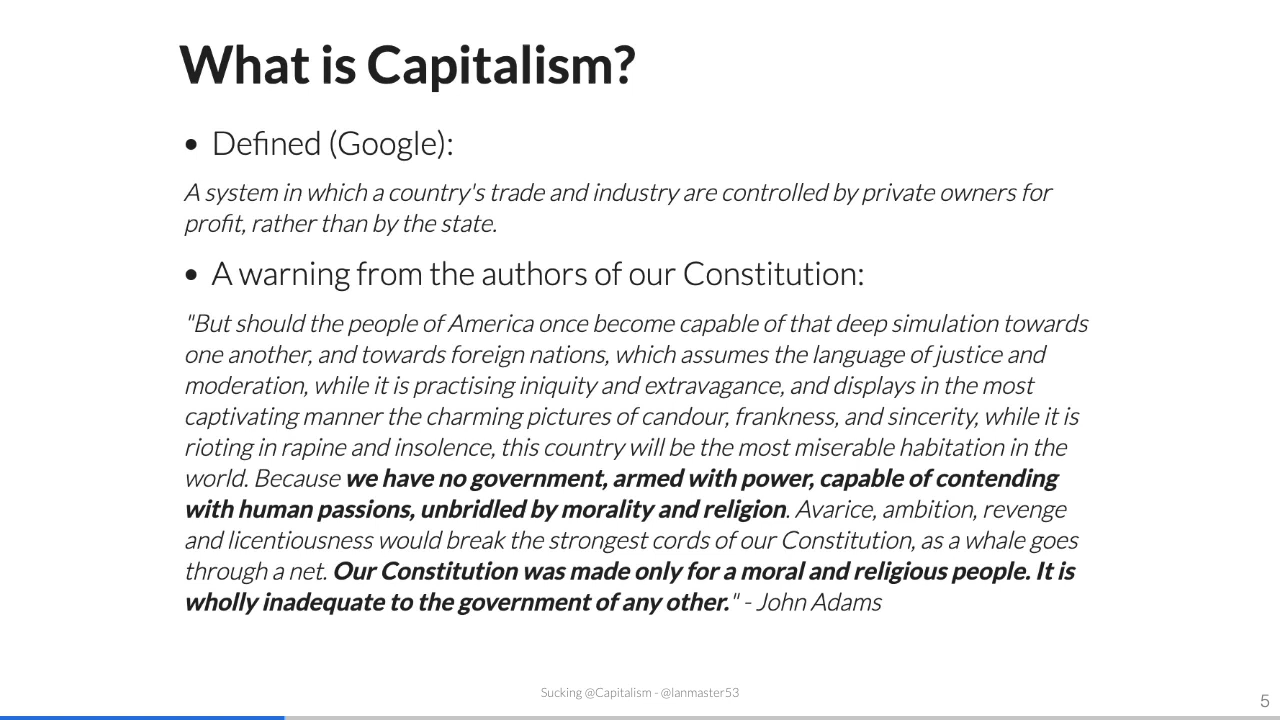 What is Capitalism?
• Defined (Google):
A system in which a country's trade and industry are controlled by private owners for
profit, rather than by the state.
• A warning from the authors of our Constitution:
"But should the people of America once become capable of that deep simulation towards
one another, and towards foreign nations, which assumes the language of justice and
moderation, while it is practising iniquity and extravagance, and displays in the most
captivating manner the charming pictures of candour, frankness, and sincerity, while it is
rioting in rapine and insolence, this country will be the most miserable habitation in the
world. Because we have no government, armed with power, capable of contending
with human passions, unbridled by morality and religion. Avarice, ambition, revenge
and licentiousness would break the strongest cords of our Constitution, as a whale goes
through a net. Our Constitution was made only for a moral and religious people. It is
wholly inadequate to the government of any other." - John Adams
Sucking @Capitalism - @lanmaster53
5